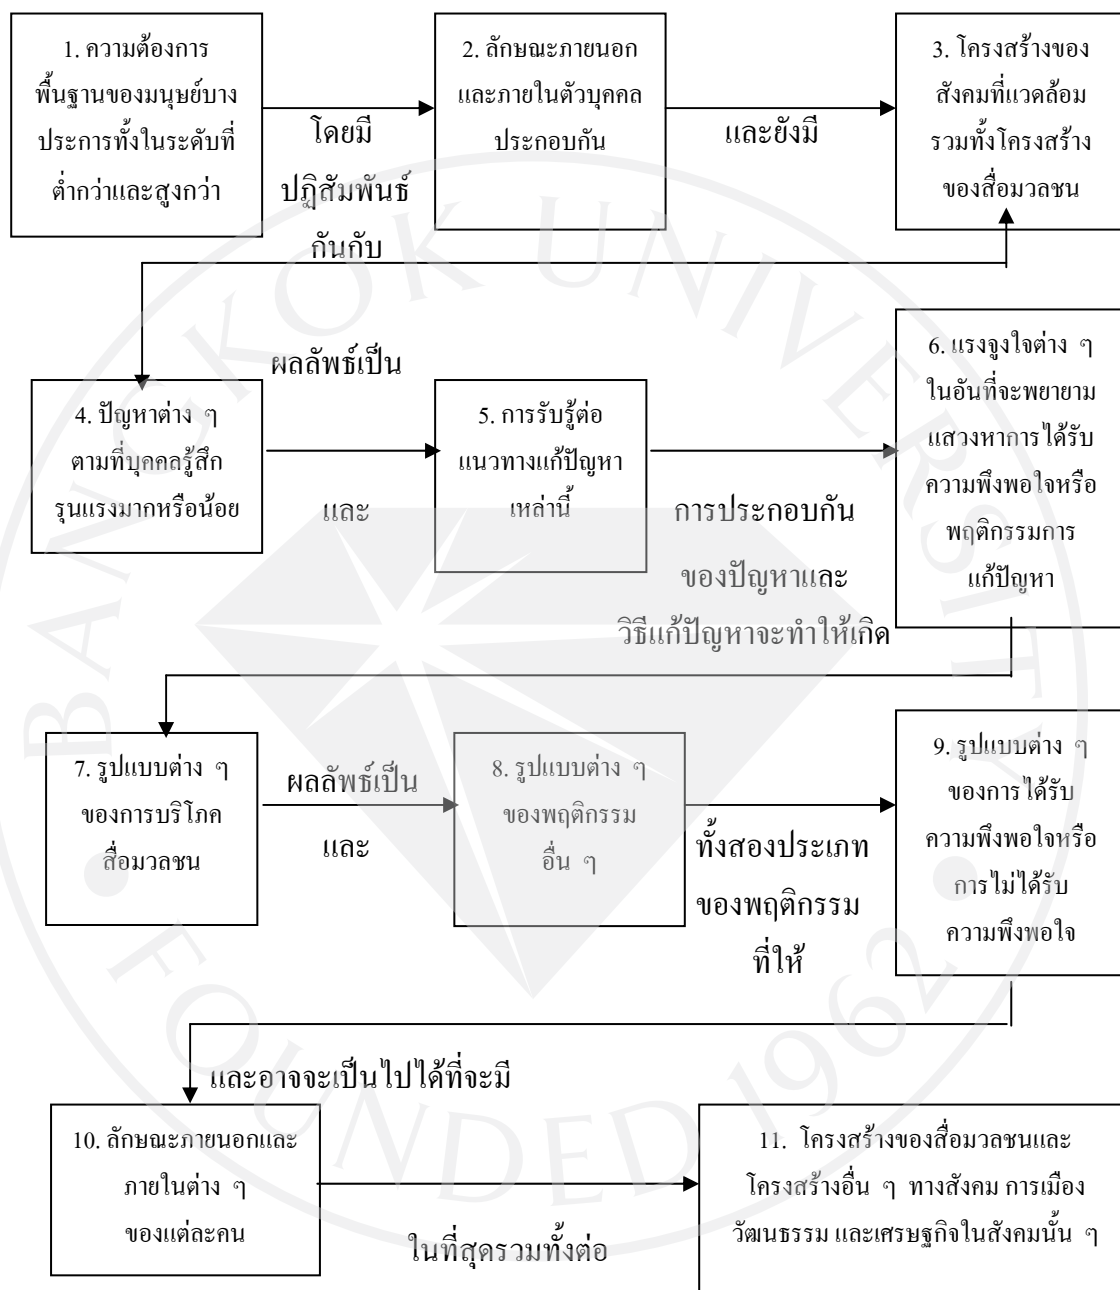 1. ความต้องการ
พื้นฐานของมนุษย์บาง
ประการทั้งในระดับที่
ต่ำกว่าและสูงกว่า
โดยมี
ปฏิสัมพันธ์
กันกับ
2. ลักษณะภายนอก
และภายในตัวบุคคล
ประกอบกัน
และยังมี
3. โครงสร้างของ
สังคมที่แวดล้อม
รวมทั้งโครงสร้าง
ของสื่อมวลชน
ผลลัพธ์เป็น
4. ปัญหาต่าง ๆ
ตามที่บุคคลรู้สึก
รุนแรงมากหรือน้อย
และ
5. การรับรู้ต่อ
แนวทางแก้ปัญหา
เหล่านี้
การประกอบกัน
ของปัญหาและ
วิธีแก้ปัญหาจะทำให้เกิด
6. แรงจูงใจต่าง ๆ
ในอันที่จะพยายาม
แสวงหาการได้รับ
ความพึงพอใจหรือ
พฤติกรรมการ
แก้ปัญหา
7. รูปแบบต่าง ๆ
ของการบริโภค
สื่อมวลชน
ผลลัพธ์เป็น
และ
8. รูปแบบต่าง ๆ
ของพฤติกรรม
อื่น ๆ
ทั้งสองประเภท
ของพฤติกรรม
ที่ให้
9. รูปแบบต่าง ๆ
ของการได้รับ
ความพึงพอใจหรือ
การไม่ได้รับ
ความพึงพอใจ
และอาจจะเป็นไปได้ที่จะมี
10. ลักษณะภายนอกและ
ภายในต่าง ๆ
ของแต่ละคน
ในที่สุดรวมทั้งต่อ
11. โครงสร้างของสื่อมวลชนและ
โครงสร้างอื่น ๆ ทางสังคม การเมือง
วัฒนธรรม และเศรษฐกิจในสังคมนั้น ๆ
BANGKOK UNIVERSITY
FOUNDED 1962